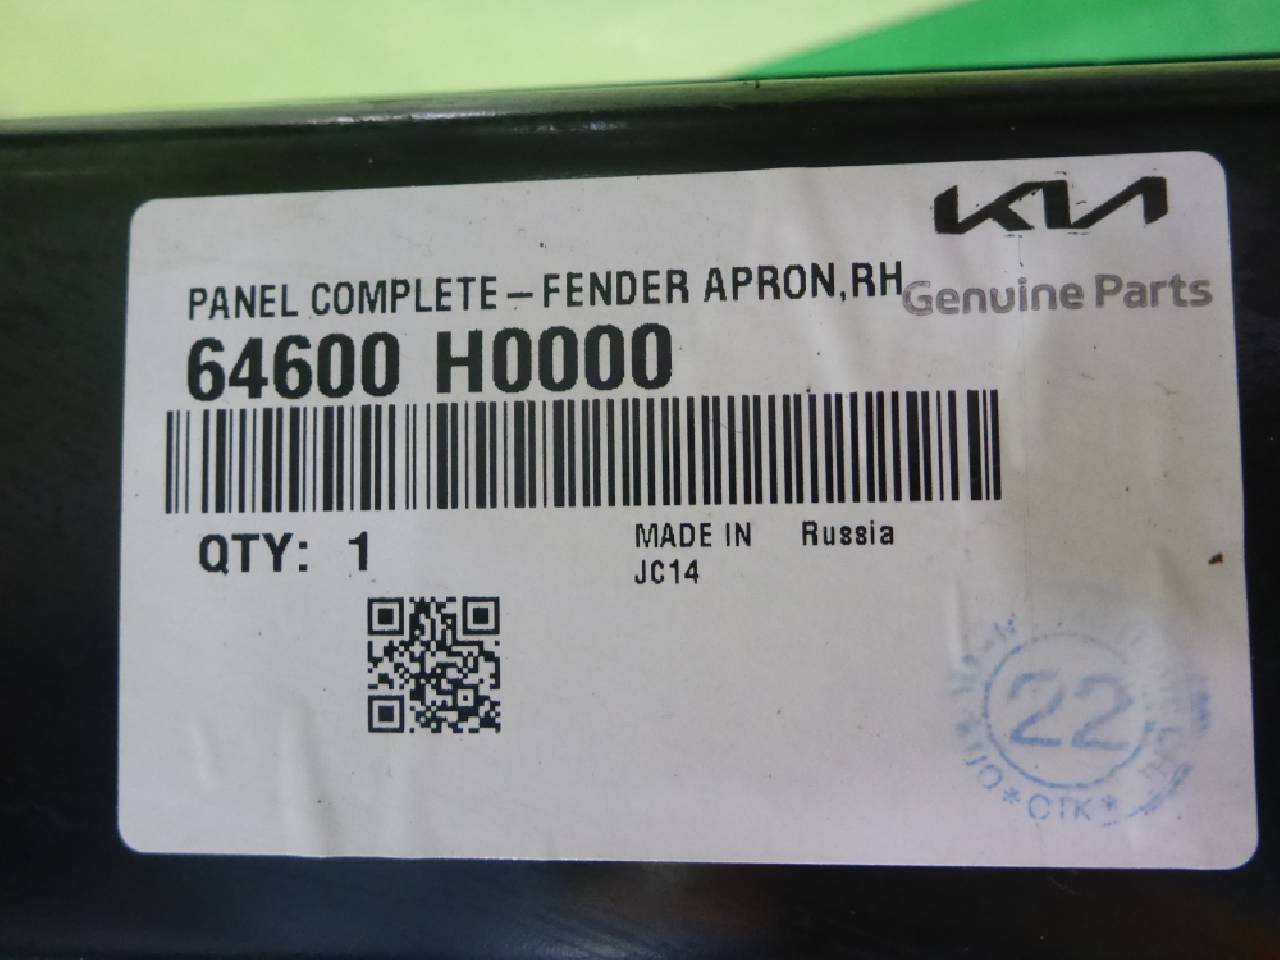 KIA
Genuine Parts
PANEL COMPLETE – FENDER APRON,RH
64600 H0000
QTY: 1
MADE IN Russia
JC14
22
*ОТК*